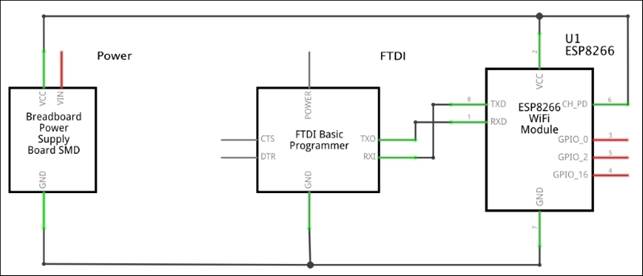 U1
ESP8266
Power
FTDI
VCC
VIN
Breadboard
Power
Supply
Board SMD
GND
POWER
CTS
DTR
FTDI Basic
Programmer
TXO
RXI
GND
2
VCC
8
TXD
1
RXD
ESP8266
WiFi
Module
CH_PD
6
GPIO_0
3
GPIO_2
5
GPIO_16
4
GND
7